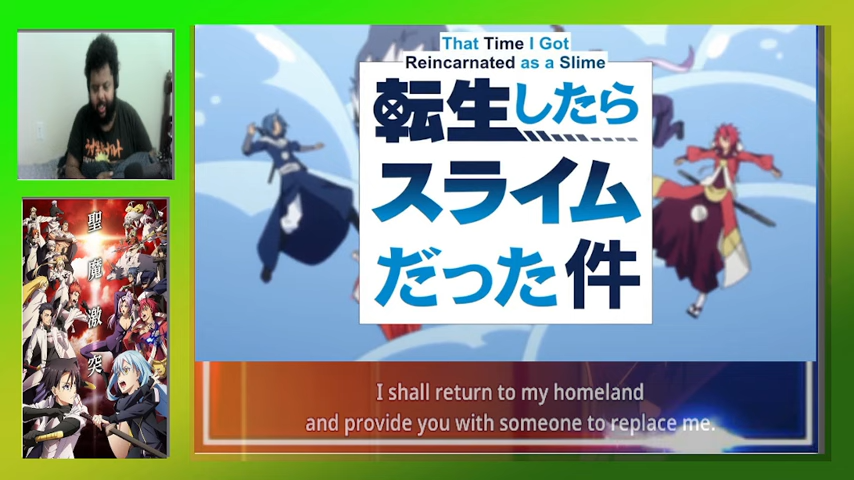 That Time I Got
Reincarnated as a Slime
転生したら
スライム
だった件
聖魔激突
I shall return to my homeland
and provide you with someone to replace me.